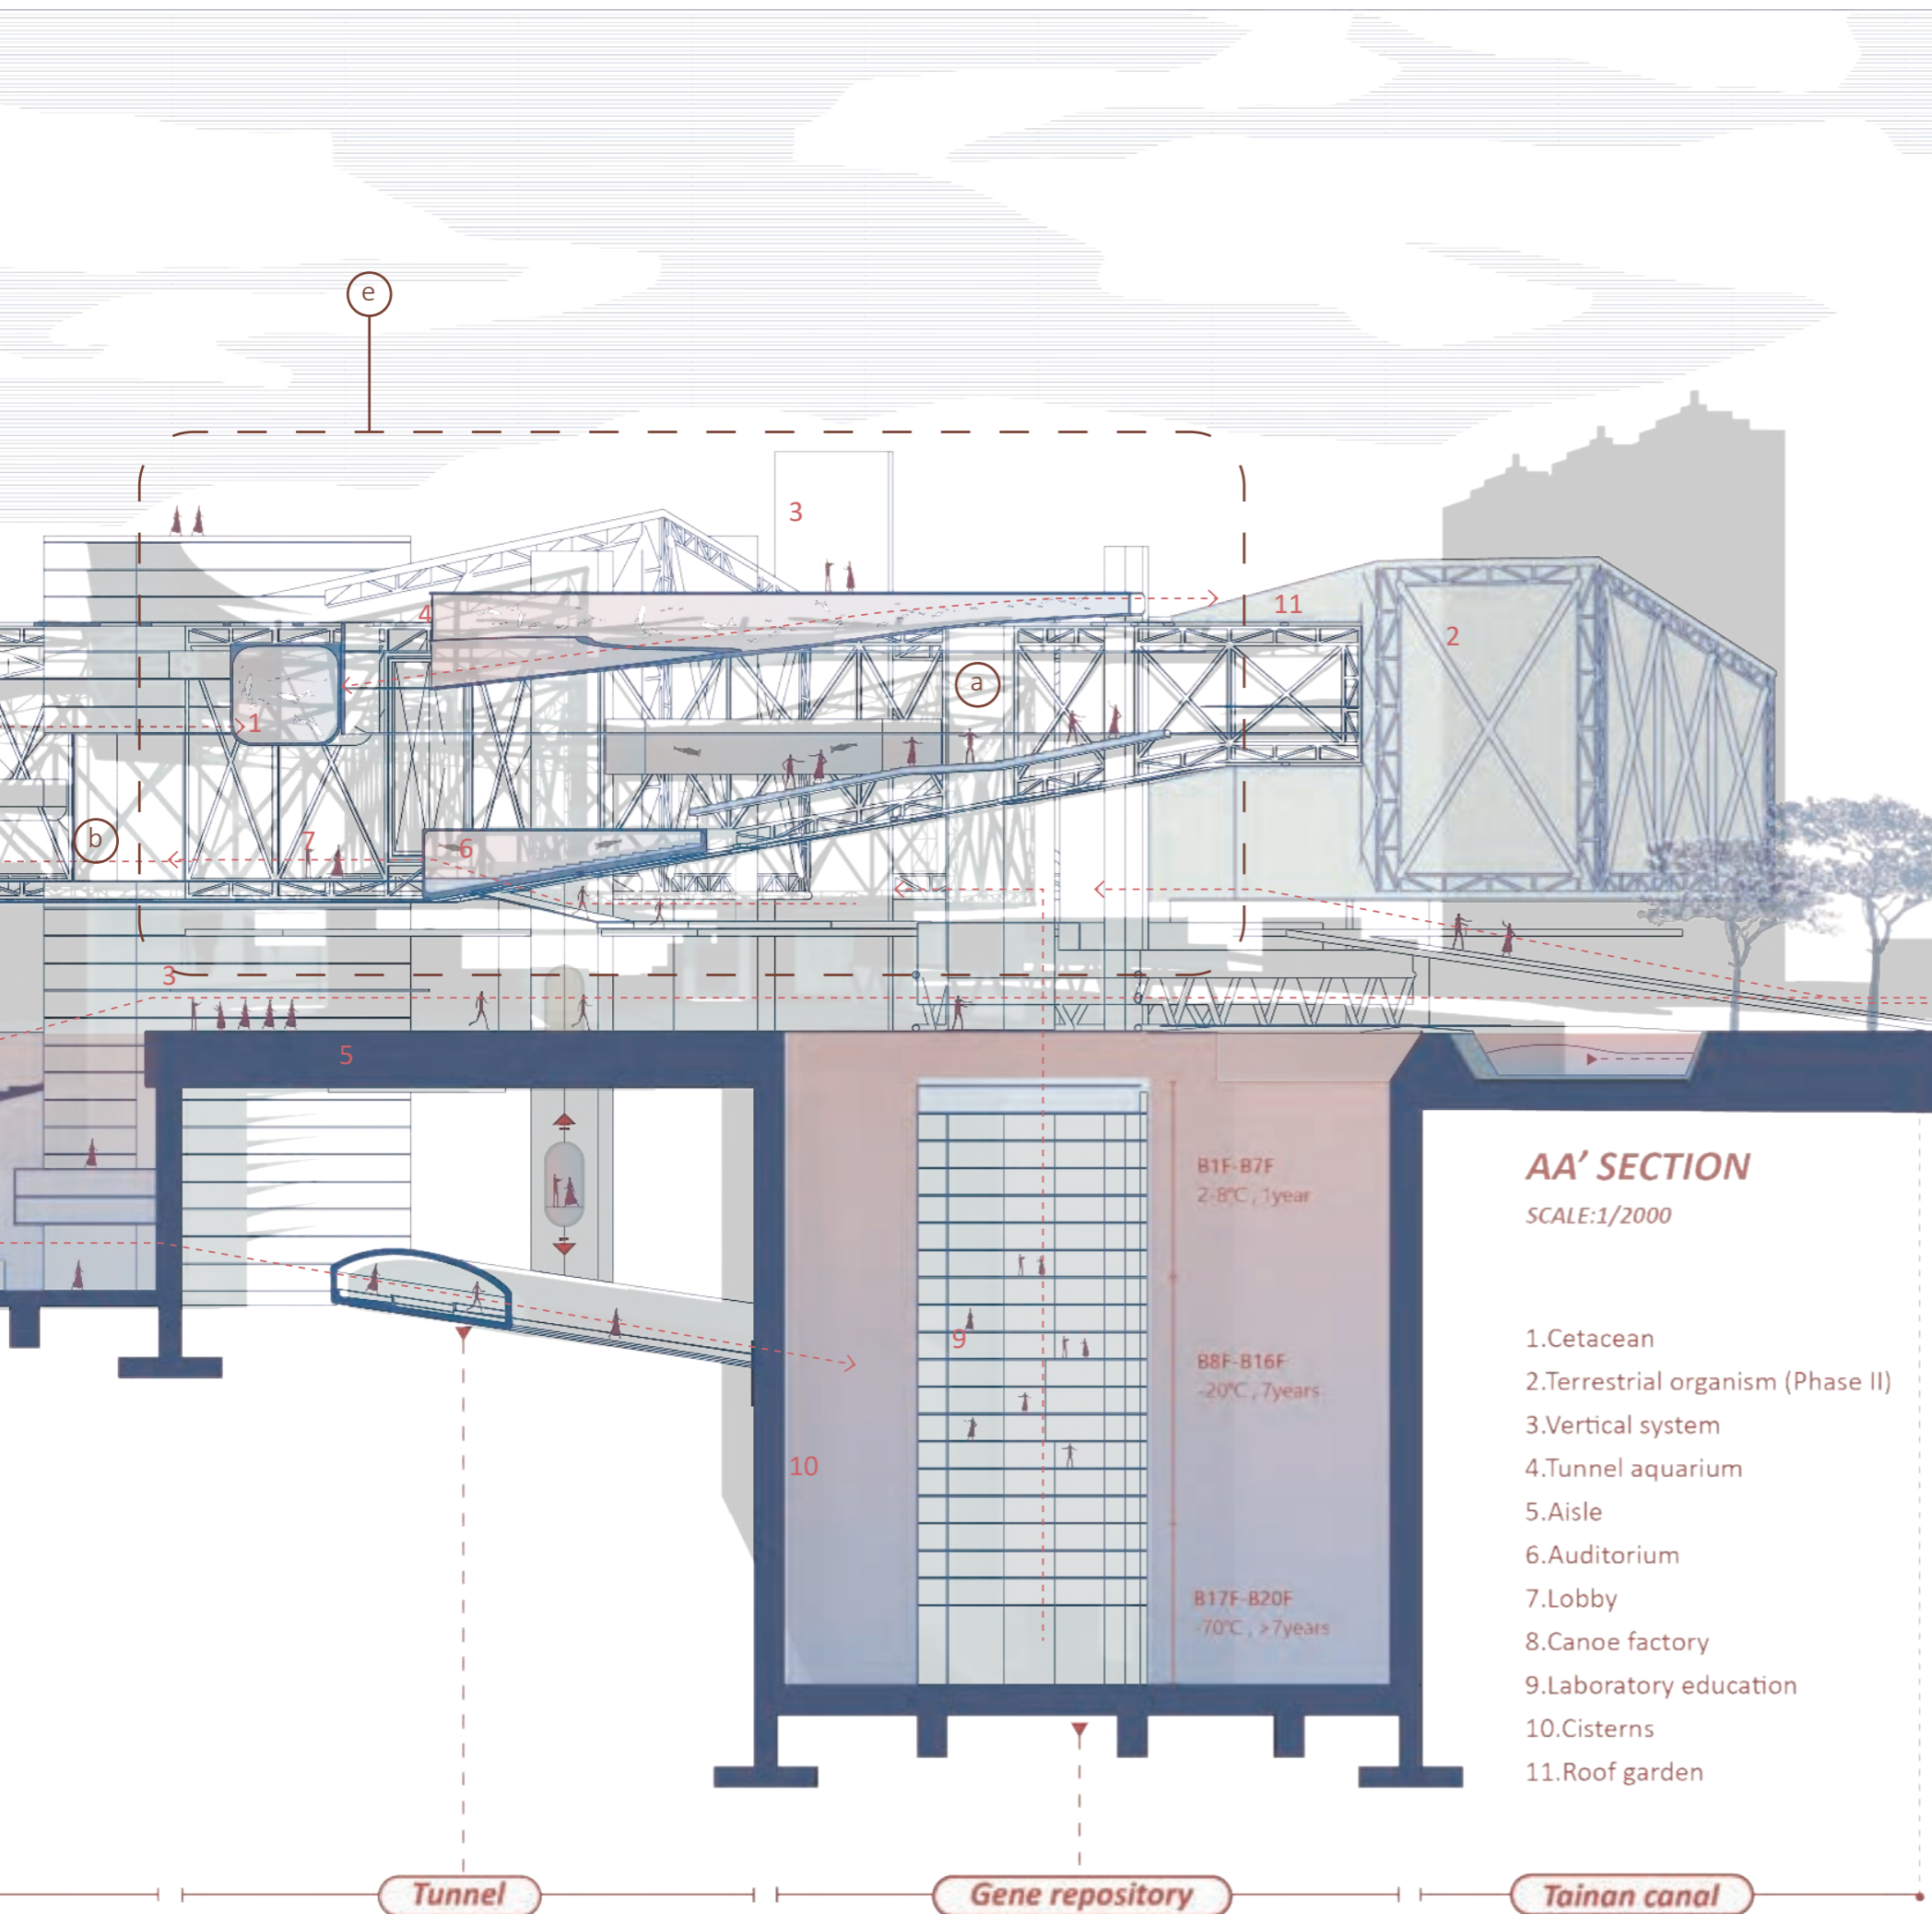 e
3
4
11
2
a
1
b
7
6
3
5
B1F-B7F
2-8°C , 1year
9
B8F-B16F
-20°C , 7years
10
B17F-B20F
-70°C , >7years
AA’ SECTION
SCALE:1/2000
1.Cetacean
2.Terrestrial organism (Phase II)
3.Vertical system
4.Tunnel aquarium
5.Aisle
6.Auditorium
7.Lobby
8.Canoe factory
9.Laboratory education
10.Cisterns
11.Roof garden
Tunnel
Gene repository
Tainan canal